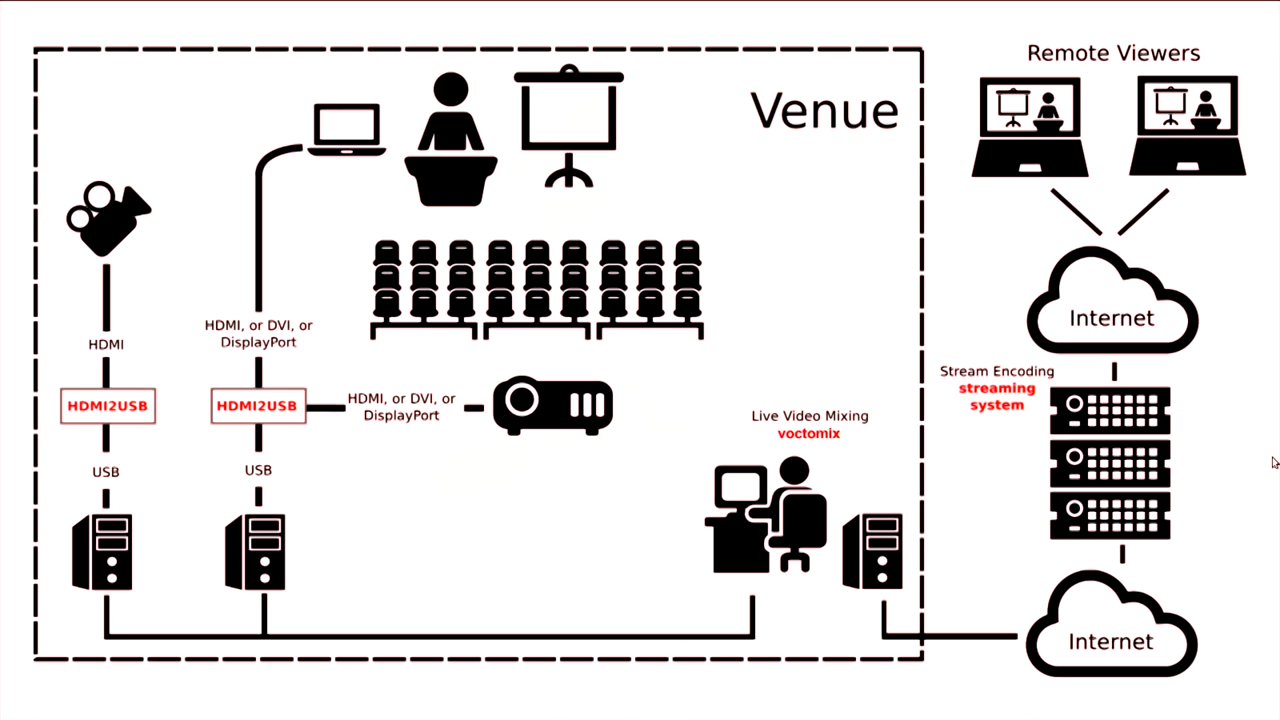 Remote Viewers
Venue
Internet
HDMI, or DVI, or
DisplayPort
HDMI
Stream Encoding
streaming
system
HDMI2USB
HDMI2USB
HDMI, or DVI, or
DisplayPort
Live Video Mixing
voctomix
USB
USB
Internet